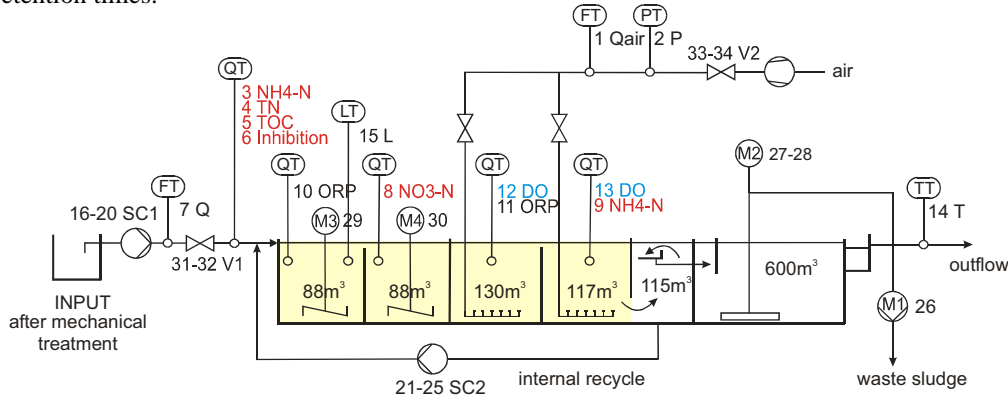 etention times.
FT
PT
1 Qair
2 P
33-34 V2
air
QT
3 NH4-N
4 TN
5 TOC
6 Inhibition
LT
15 L
QT
10 ORP
QT
8 NO3-N
QT
12 DO
11 ORP
QT
13 DO
9 NH4-N
M2
27-28
FT
7 Q
16-20 SC1
31-32 V1
M3
29
M4
30
TT
14 T
outflow
88m³
88m³
130m³
117m³
115m³
600m³
INPUT
after mechanical
treatment
M1
26
21-25 SC2
internal recycle
waste sludge